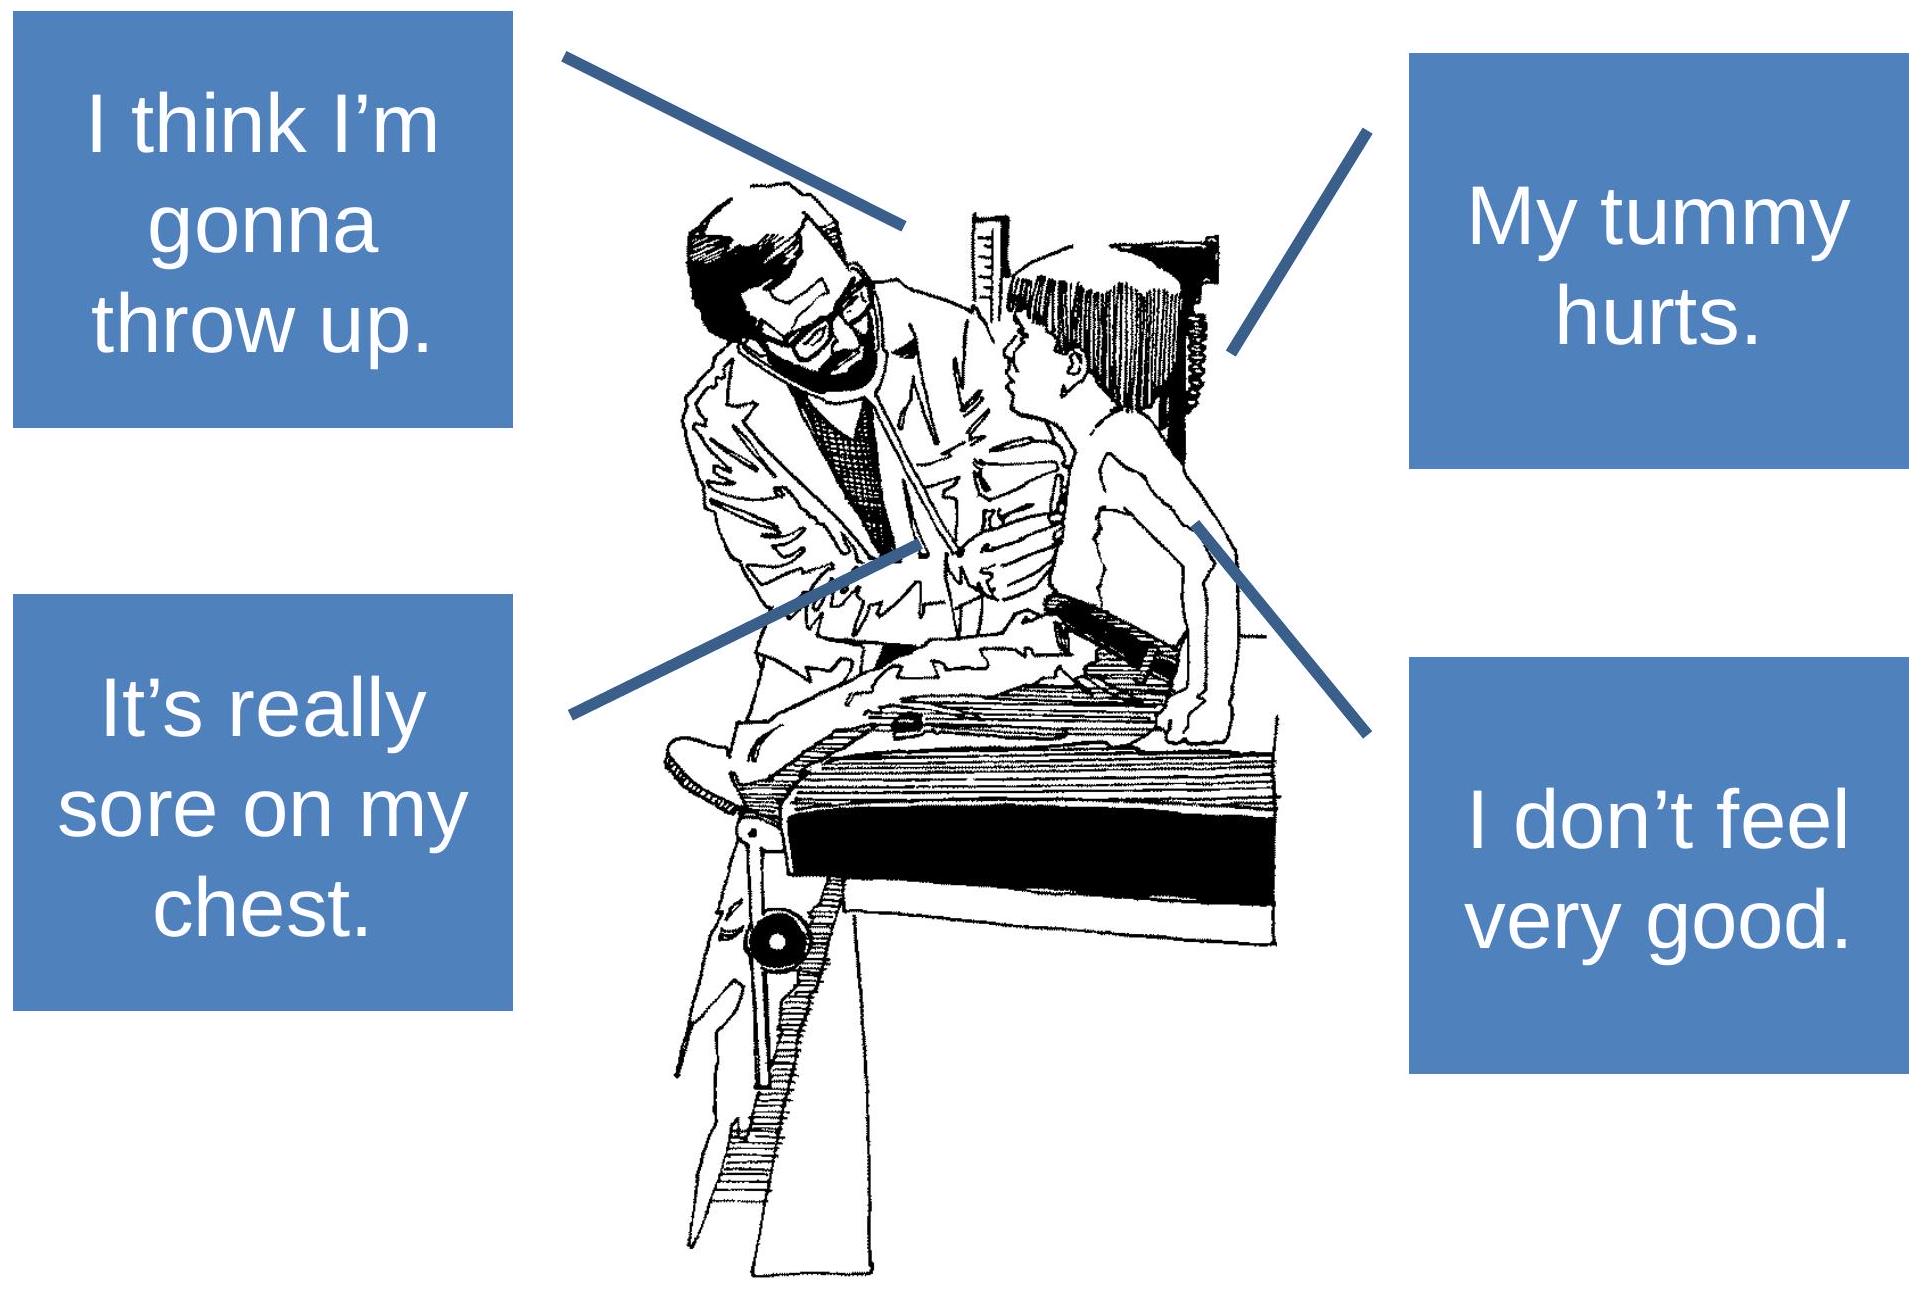 I think I’m
gonna
throw up.
My tummy
hurts.
It’s really
sore on my
chest.
I don’t feel
very good.